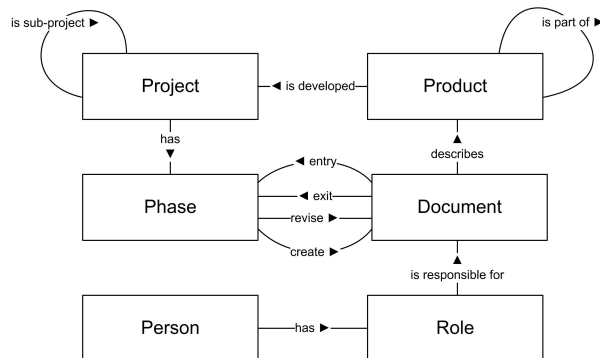 is sub-project ►
is part of ►
Project
◄ is developed
Product
has
▼
▲
describes
◄ entry
Phase
◄ exit
revise ►
Document
create ►
▲
is responsible for
Person
has ►
Role